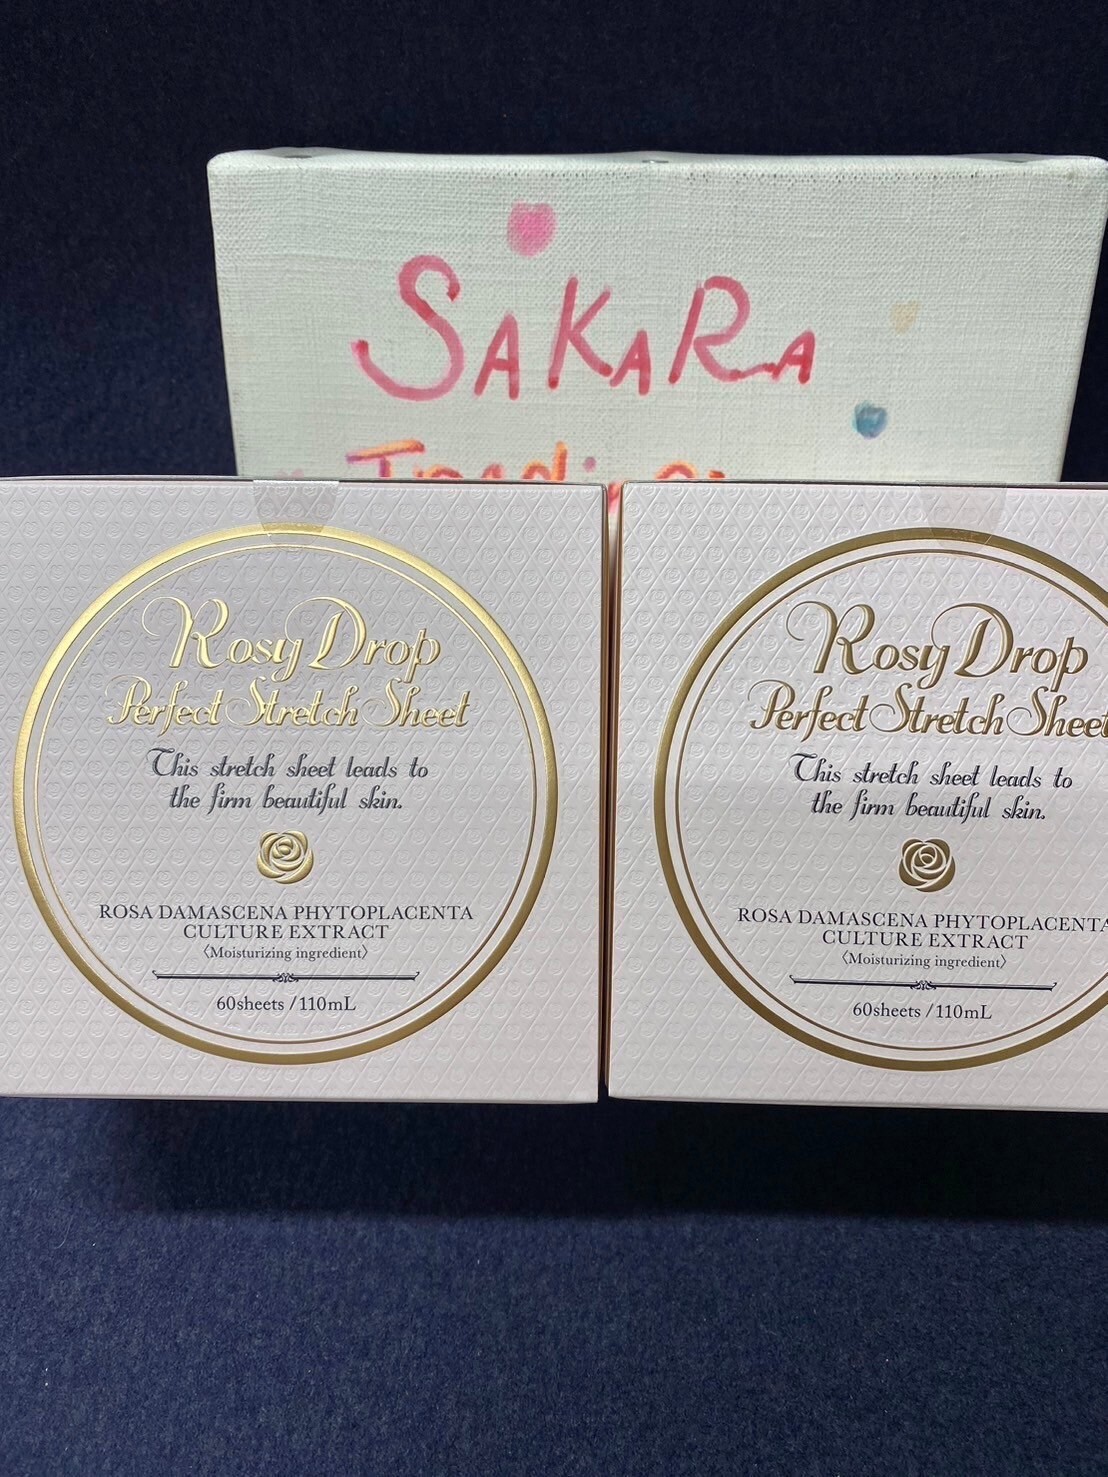 SAKARA
Rosy Drop
Perfect Stretch Sheet
This stretch sheet leads to
the firm beautiful skin.
ROSA DAMASCENA PHYTOPLACENTA
CULTURE EXTRACT
〈Moisturizing ingredient〉
60sheets / 110mL
Rosy Drop
Perfect Stretch Sheet
This stretch sheet leads to
the firm beautiful skin.
ROSA DAMASCENA PHYTOPLACENTA
CULTURE EXTRACT
〈Moisturizing ingredient〉
60sheets / 110mL